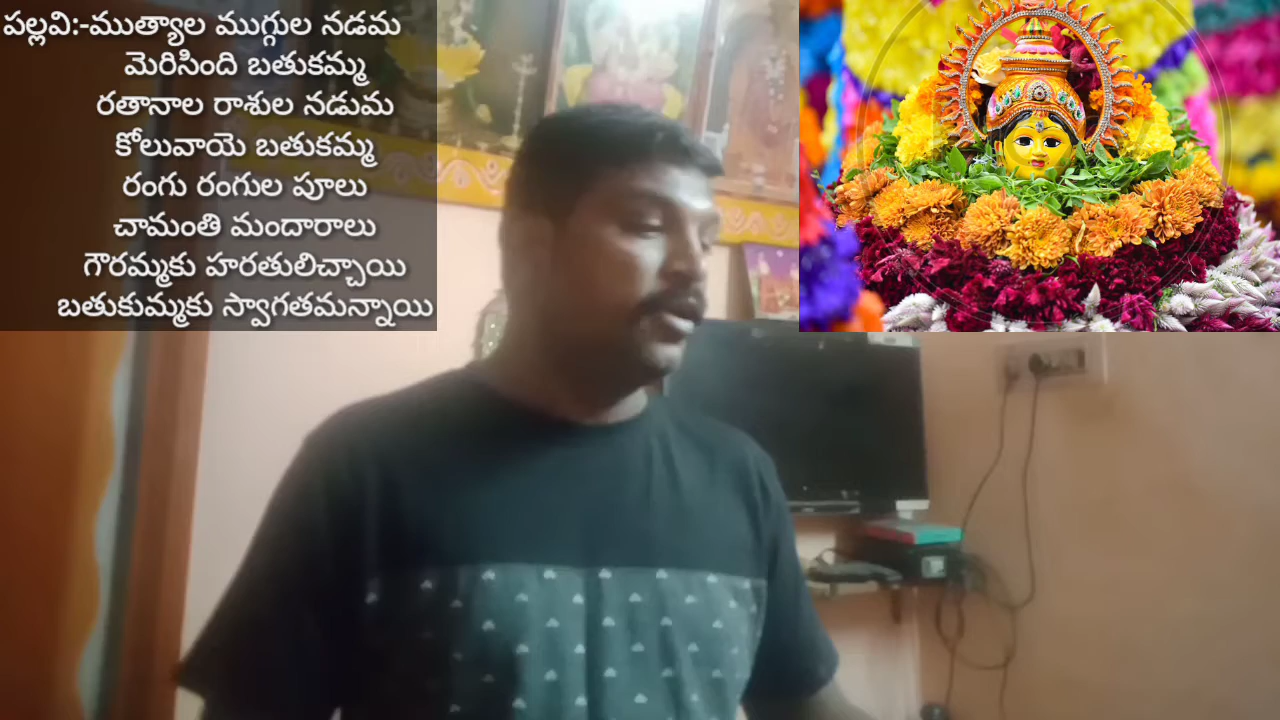 పల్లవి:-ముత్యాల ముగ్గుల నడమ
మెరిసింది బతుకమ్మ
రతానాల రాశుల నడుమ
కోలువాయె బతుకమ్మ
రంగు రంగుల పూలు
చామంతి మందారాలు
గౌరమ్మకు హరతులిచ్చాయి
బతుకుమ్మకు స్వాగతమన్నాయి